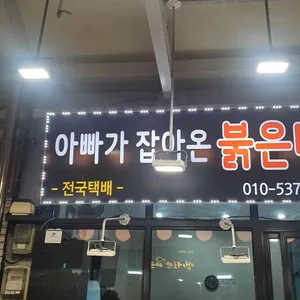 아빠가 잡아온 붉은
- 전국택배 -
010-537